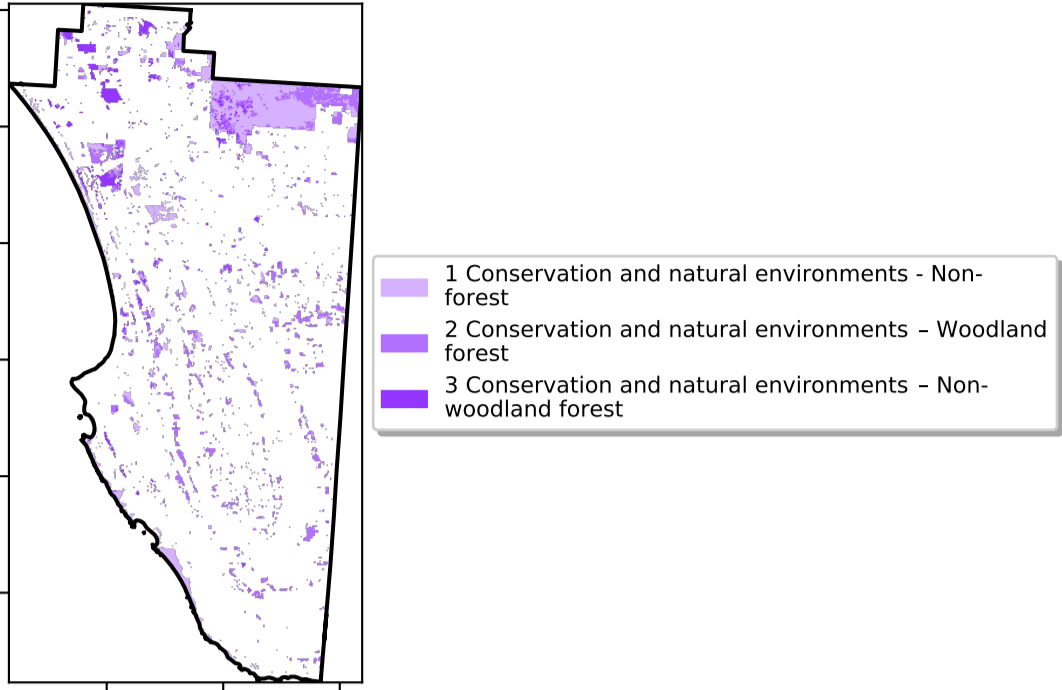 1 Conservation and natural environments - Non-
forest
2 Conservation and natural environments – Woodland
forest
3 Conservation and natural environments – Non-
woodland forest